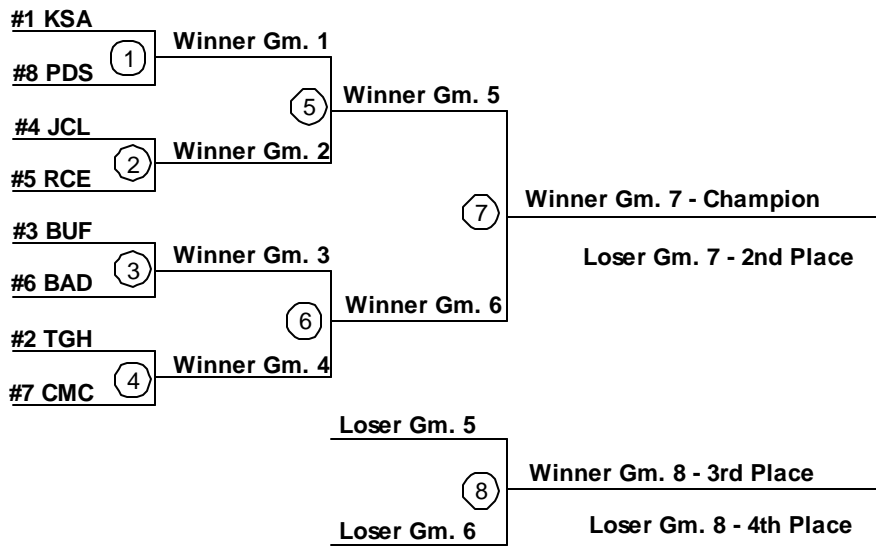 #1 KSA
1
Winner Gm. 1
#8 PDS
5
Winner Gm. 5
#4 JCL
2
Winner Gm. 2
#5 RCE
7
Winner Gm. 7 - Champion
Loser Gm. 7 - 2nd Place
#3 BUF
3
Winner Gm. 3
#6 BAD
6
Winner Gm. 6
#2 TGH
4
Winner Gm. 4
#7 CMC
Loser Gm. 5
8
Winner Gm. 8 - 3rd Place
Loser Gm. 6
Loser Gm. 8 - 4th Place